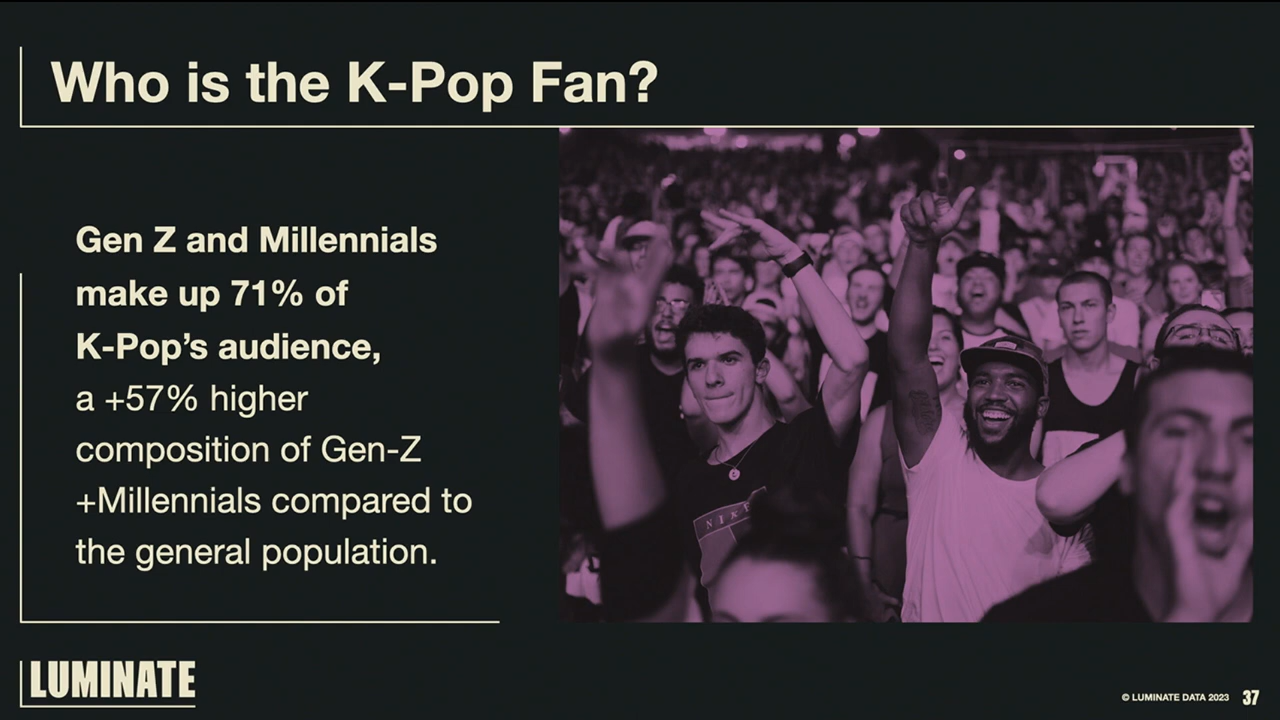 Who is the K-Pop Fan?
Gen Z and Millennials
make up 71% of
K-Pop’s audience,
a +57% higher
composition of Gen-Z
+Millennials compared to
the general population.
NIKE
LUMINATE
© LUMINATE DATA 2023 37